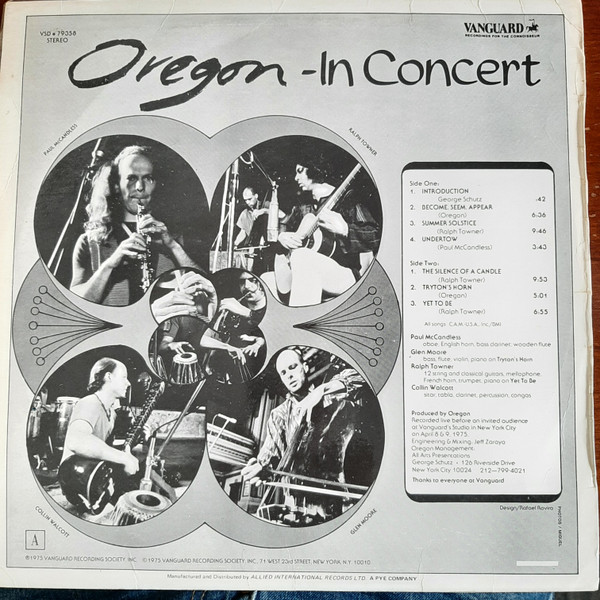 VSD • 79358
STEREO
VANGUARD
RECORDINGS FOR THE CONNOISSEUR
Oregon - In Concert
PAUL McCANDLESS
RALPH TOWNER
Side One:
1. INTRODUCTION
George Schutz :42
2. BECOME, SEEM, APPEAR
(Oregon) 6:36
3. SUMMER SOLSTICE
(Ralph Towner) 9:46
4. UNDERTOW
(Paul McCandless) 3:43
Side Two:
1. THE SILENCE OF A CANDLE
(Ralph Towner) 9:53
2. TRYTON'S HORN
(Oregon) 5:01
3. YET TO BE
(Ralph Towner) 6:55
All songs: C.A.M.-U.S.A., Inc./BMI
Paul McCandless
oboe, English horn, bass clarinet, wooden flute
Glen Moore
bass, flute, violin, piano on Tryton's Horn
Ralph Towner
12 string and classical guitars, mellophone,
French horn, trumpet, piano on Yet To Be
Collin Walcott
sitar, tabla, clarinet, percussion, congas
Produced by Oregon
Recorded live before an invited audience
at Vanguard's Studio in New York City
on April 8 & 9, 1975.
Engineering & Mixing, Jeff Zaraya
Oregon Management:
All Arts Presentations
George Schutz • 126 Riverside Drive
New York City 10024 212-799-4021
Thanks to everyone at Vanguard
Design/Rafael Rovira
COLLIN WALCOTT
GLEN MOORE
A
℗ 1975 VANGUARD RECORDING SOCIETY, INC. © 1975 VANGUARD RECORDING SOCIETY, INC. 71 WEST 23rd STREET, NEW YORK, N.Y. 10010
Manufactured and Distributed by ALLIED INTERNATIONAL RECORDS LTD. A PYE COMPANY